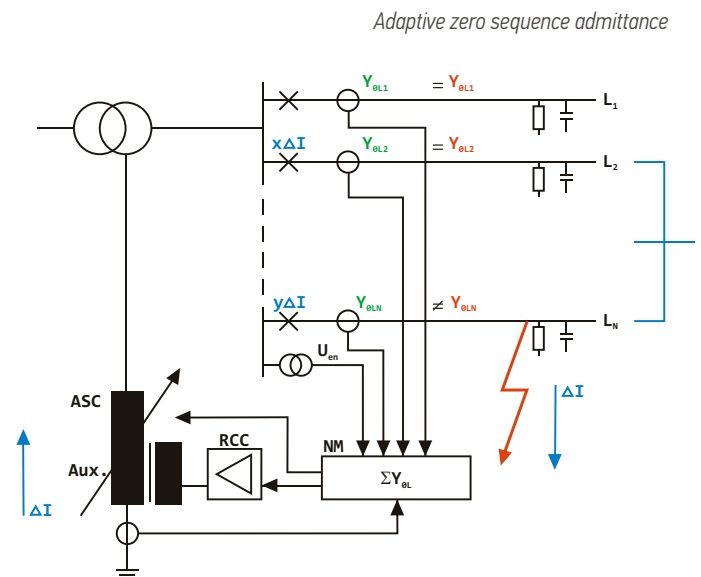 Adaptive zero sequence admittance
Y0L1 = Y0L1 L1
x∆I Y0L2 = Y0L2 L2
y∆I Y0LN ≠ Y0LN LN
Uen
∆I
ASC
RCC NM
Aux. ΣY0L
∆I